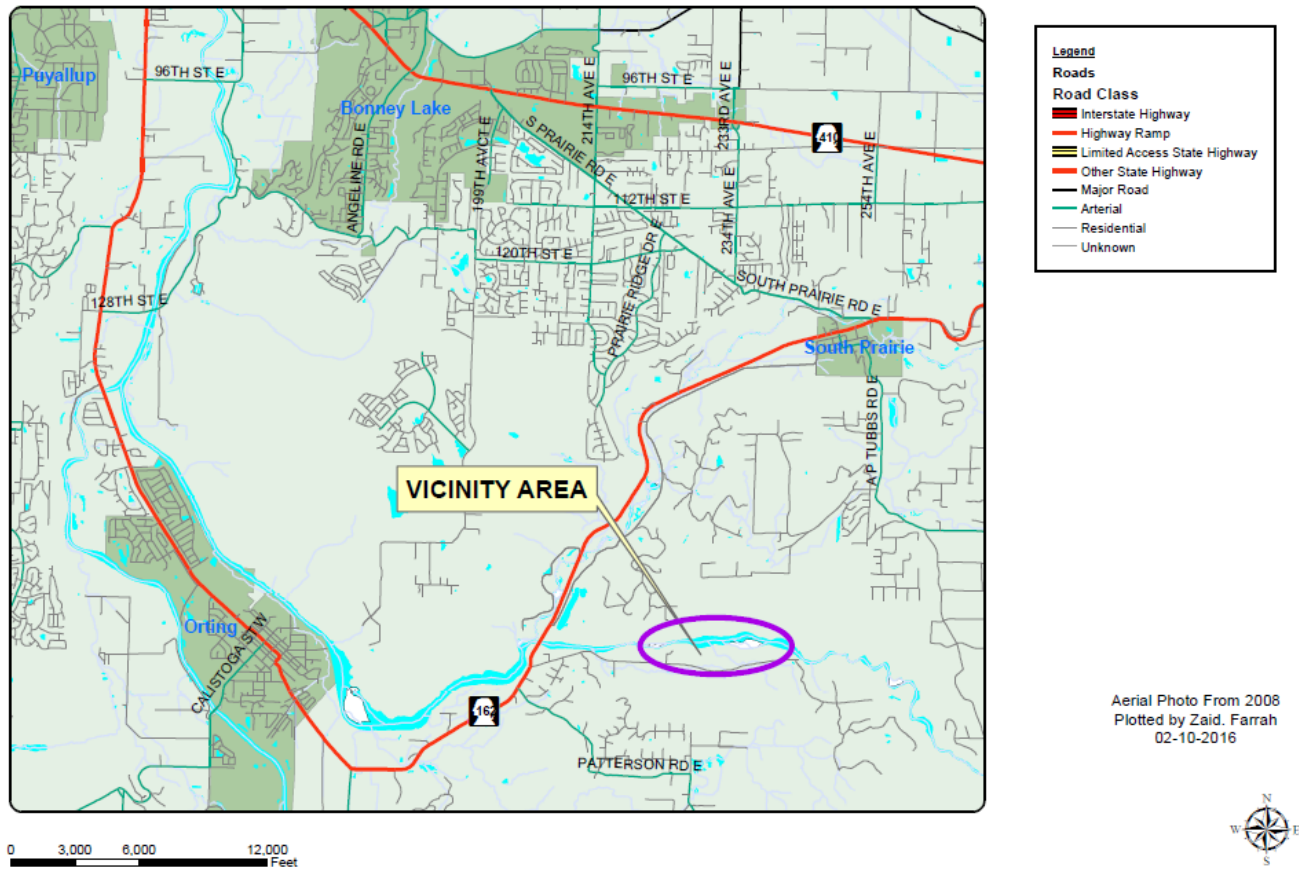 Puyallup
96TH ST E
Bonney Lake
ANGELINE RD E
199TH AVCT E
S PRAIRIE RD E
214TH AVE E
96TH ST E
233RD AVE E
410
254TH AVE E
112TH ST E
234TH AVE E
120TH ST E
PRAIRIE RIDGE DR E
SOUTH PRAIRIE RD E
128TH ST E
South Prairie
A P TUBBS RD E
VICINITY AREA
Orting
CALISTOGA ST W
162
PATTERSON RD E
0 3,000 6,000 12,000
Feet
Legend
Roads
Road Class
Interstate Highway
Highway Ramp
Limited Access State Highway
Other State Highway
Major Road
Arterial
Residential
Unknown
Aerial Photo From 2008
Plotted by Zaid. Farrah
02-10-2016
N
W E
S